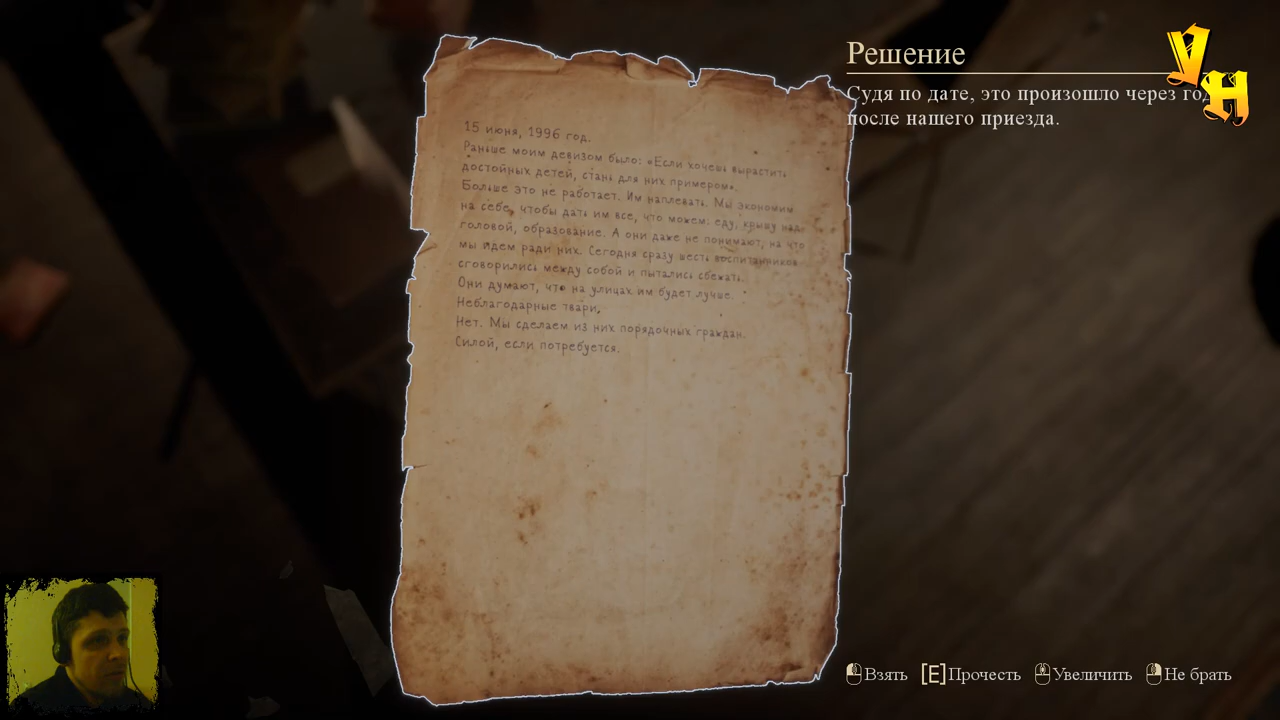 Решение
Судя по дате, это произошло через год
после нашего приезда.
VH
15 июня, 1996 год.
Раньше моим девизом было: «Если хочешь вырастить
достойных детей, стань для них примером».
Больше это не работает. Им наплевать. Мы экономим
на себе, чтобы дать им все, что можем: еду, крышу над
головой, образование. А они даже не понимают, на что
мы идем ради них. Сегодня сразу шесть воспитанников
сговорились между собой и пытались сбежать.
Они думают, что на улицах им будет лучше.
Неблагодарные твари.
Нет. Мы сделаем из них порядочных граждан.
Силой, если потребуется.
Взять [E] Прочесть Увеличить Не брать